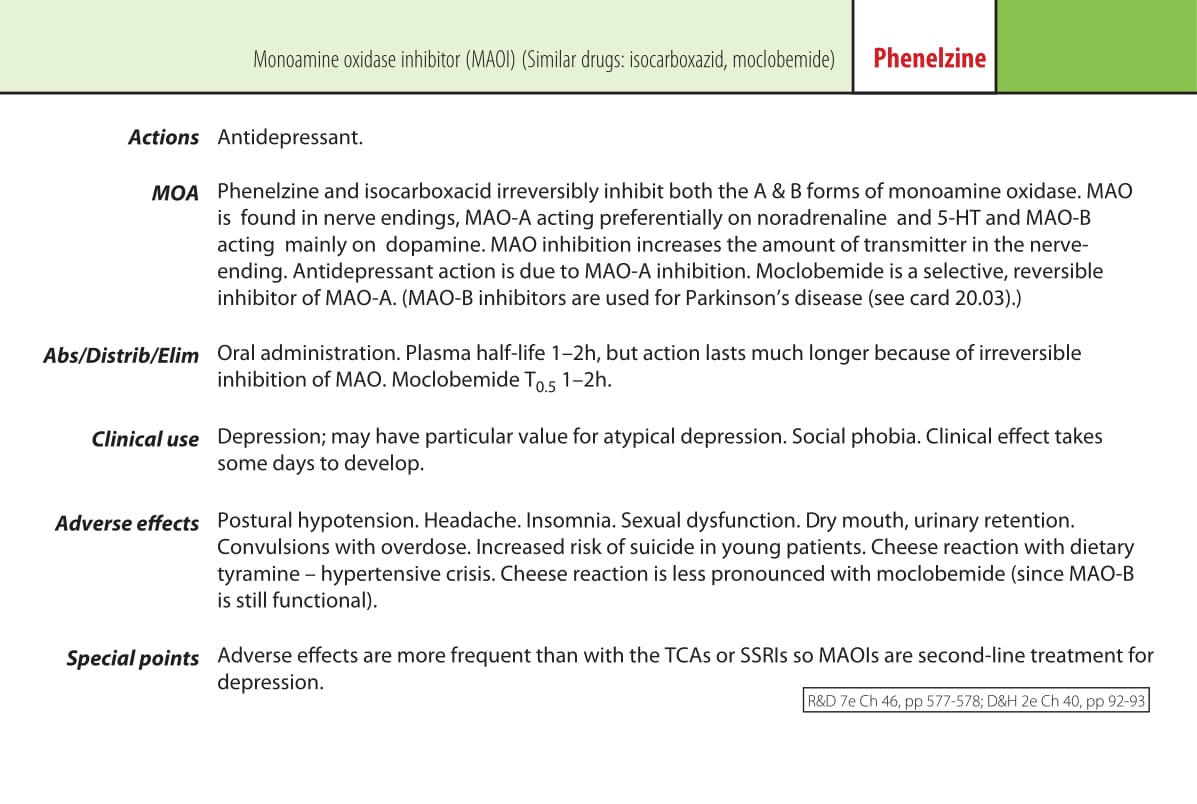 Monoamine oxidase inhibitor (MAOI) (Similar drugs: isocarboxazid, moclobemide)
Phenelzine
Actions Antidepressant.
MOA Phenelzine and isocarboxacid irreversibly inhibit both the A & B forms of monoamine oxidase. MAO
is found in nerve endings, MAO-A acting preferentially on noradrenaline and 5-HT and MAO-B
acting mainly on dopamine. MAO inhibition increases the amount of transmitter in the nerve-
ending. Antidepressant action is due to MAO-A inhibition. Moclobemide is a selective, reversible
inhibitor of MAO-A. (MAO-B inhibitors are used for Parkinson's disease (see card 20.03).)
Abs/Distrib/Elim Oral administration. Plasma half-life 1–2h, but action lasts much longer because of irreversible
inhibition of MAO. Moclobemide T0.5 1–2h.
Clinical use Depression; may have particular value for atypical depression. Social phobia. Clinical effect takes
some days to develop.
Adverse effects Postural hypotension. Headache. Insomnia. Sexual dysfunction. Dry mouth, urinary retention.
Convulsions with overdose. Increased risk of suicide in young patients. Cheese reaction with dietary
tyramine – hypertensive crisis. Cheese reaction is less pronounced with moclobemide (since MAO-B
is still functional).
Special points Adverse effects are more frequent than with the TCAs or SSRIs so MAOIs are second-line treatment for
depression.
R&D 7e Ch 46, pp 577-578; D&H 2e Ch 40, pp 92-93